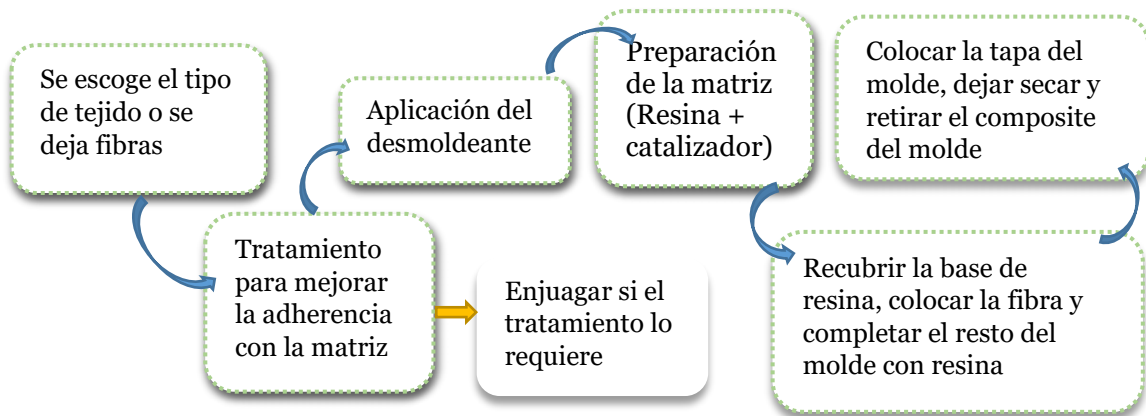 Se escoge el tipo
de tejido o se
deja fibras
Tratamiento
para mejorar
la adherencia
con la matriz
Enjuagar si el
tratamiento lo
requiere
Aplicación del
desmoldeante
Preparación
de la matriz
(Resina +
catalizador)
Recubrir la base de
resina, colocar la fibra y
completar el resto del
molde con resina
Colocar la tapa del
molde, dejar secar y
retirar el composite
del molde